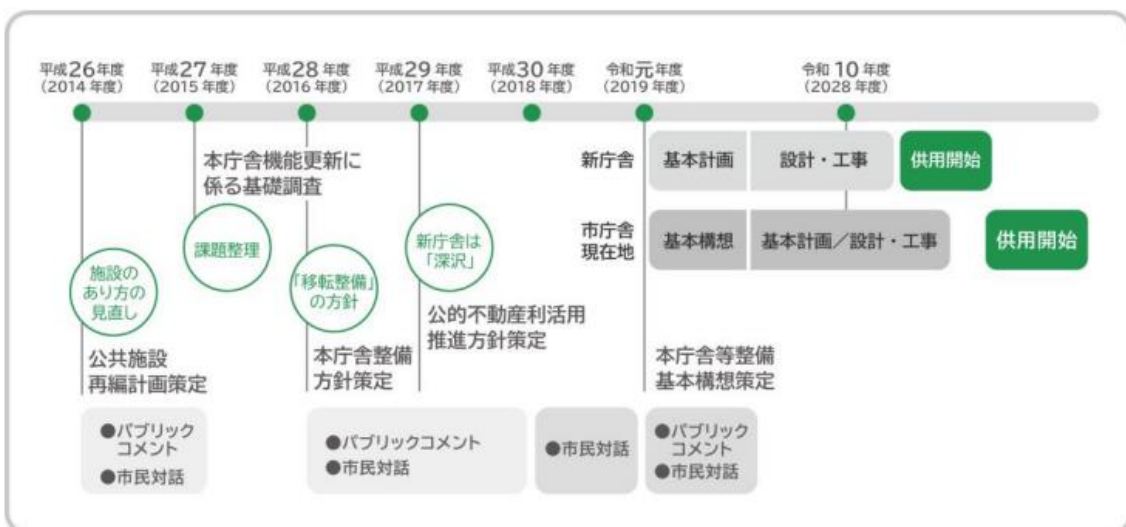 平成26年度
(2014年度)
平成27年度
(2015年度)
平成28年度
(2016年度)
平成29年度
(2017年度)
平成30年度
(2018年度)
令和元年度
(2019年度)
令和10年度
(2028年度)
新庁舎
基本計画
設計・工事
供用開始
市庁舎
現在地
基本構想
基本計画/設計・工事
供用開始
本庁舎機能更新に
係る基礎調査
課題整理
新庁舎は
「深沢」
施設の
あり方の
見直し
「移転整備」
の方針
公的不動産利活用
推進方針策定
公共施設
再編計画策定
本庁舎整備
方針策定
本庁舎等整備
基本構想策定
●パブリック
コメント
●市民対話
●パブリックコメント
●市民対話
●市民対話
●パブリック
コメント
●市民対話